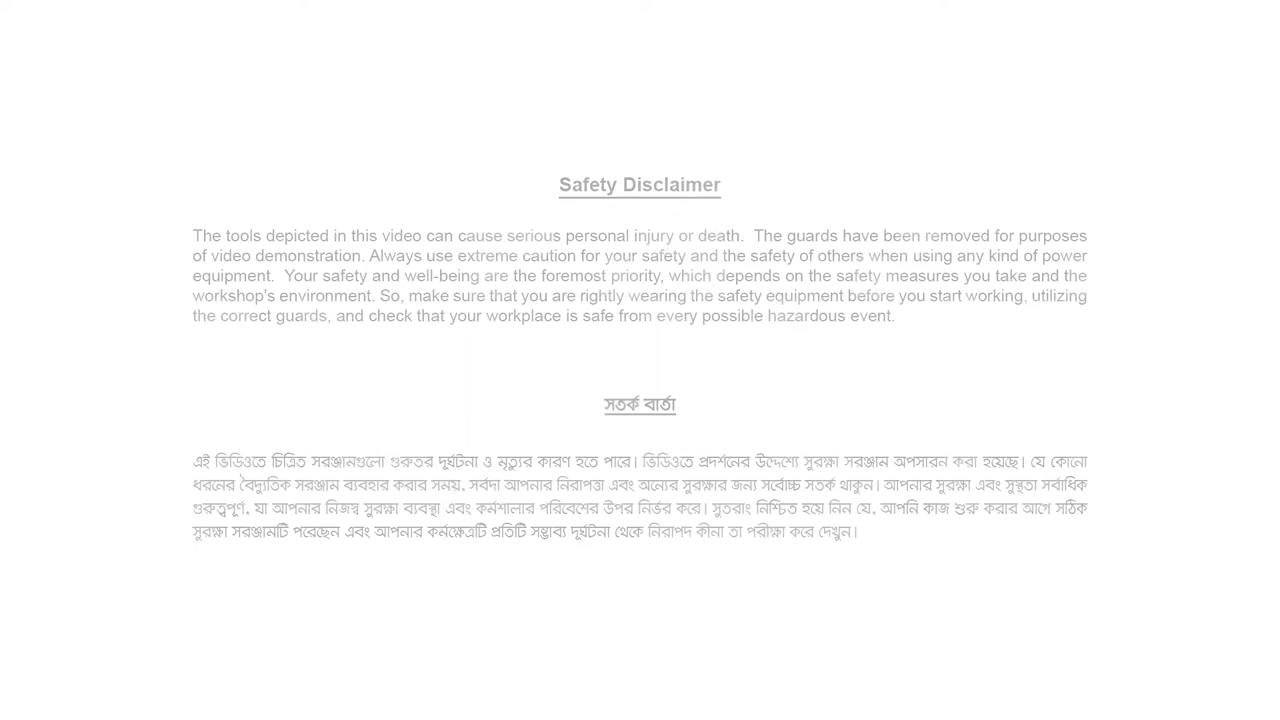 Safety Disclaimer
The tools depicted in this video can cause serious personal injury or death.  The guards have been removed for purposes
of video demonstration. Always use extreme caution for your safety and the safety of others when using any kind of power
equipment.  Your safety and well-being are the foremost priority, which depends on the safety measures you take and the
workshop's environment. So, make sure that you are rightly wearing the safety equipment before you start working, utilizing
the correct guards, and check that your workplace is safe from every possible hazardous event.
সতর্ক বার্তা
এই ভিডিওতে চিত্রিত সরঞ্জামগুলো গুরুতর দূর্ঘটনা ও মৃত্যুর কারণ হতে পারে। ভিডিওতে প্রদর্শনের উদ্দেশ্যে সুরক্ষা সরঞ্জাম অপসারন করা হয়েছে। যে কোনো
ধরনের বৈদ্যুতিক সরঞ্জাম ব্যবহার করার সময়, সর্বদা আপনার নিরাপত্তা এবং অন্যের সুরক্ষার জন্য সর্বোচ্চ সতর্ক থাকুন। আপনার সুরক্ষা এবং সুস্থতা সর্বাধিক
গুরুত্বপূর্ণ, যা আপনার নিজস্ব সুরক্ষা ব্যবস্থা এবং কর্মশালার পরিবেশের উপর নির্ভর করে। সুতরাং নিশ্চিত হয়ে নিন যে, আপনি কাজ শুরু করার আগে সঠিক
সুরক্ষা সরঞ্জামটি পরেছেন এবং আপনার কর্মক্ষেত্রটি প্রতিটি সম্ভাব্য দূর্ঘটনা থেকে নিরাপদ কীনা তা পরীক্ষা করে দেখুন।